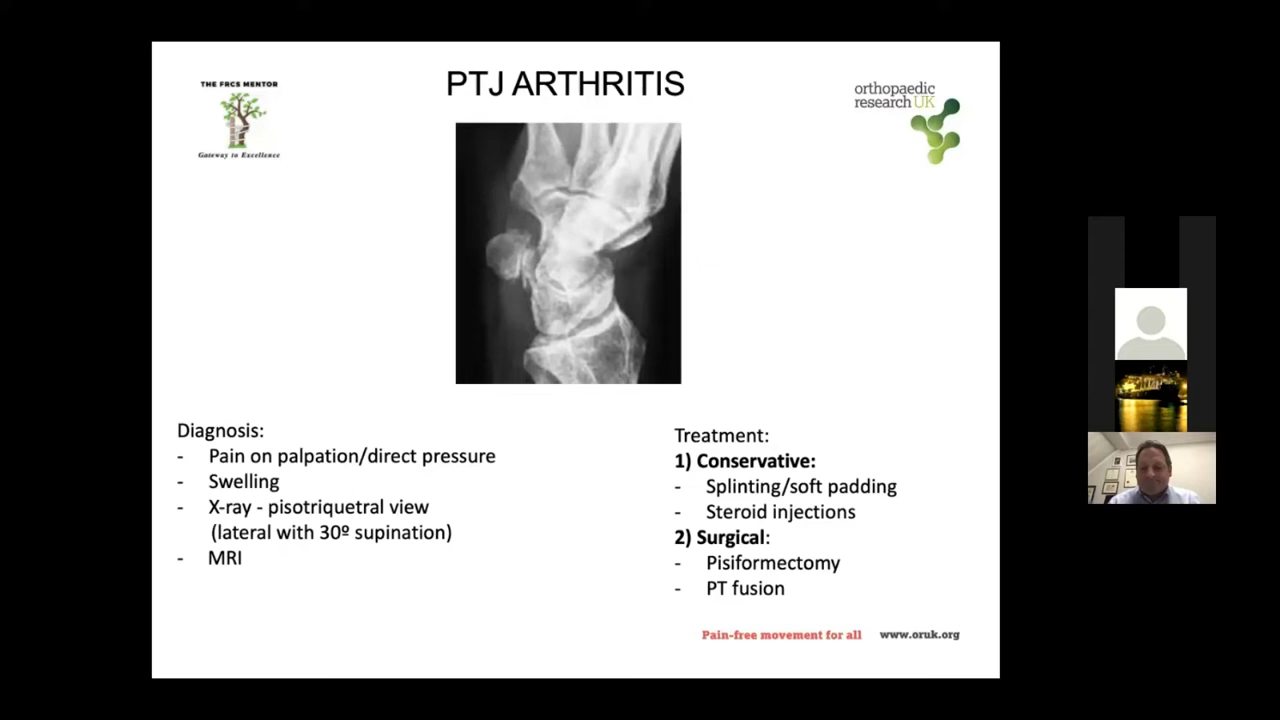 PTJ ARTHRITIS
THE FRCS MENTOR
Gateway to Excellence
orthopaedic
research UK
Diagnosis:
- Pain on palpation/direct pressure
- Swelling
- X-ray - pisotriquetral view
(lateral with 30º supination)
- MRI
Treatment:
1) Conservative:
- Splinting/soft padding
- Steroid injections
2) Surgical:
- Pisiformectomy
- PT fusion
Pain-free movement for all www.oruk.org